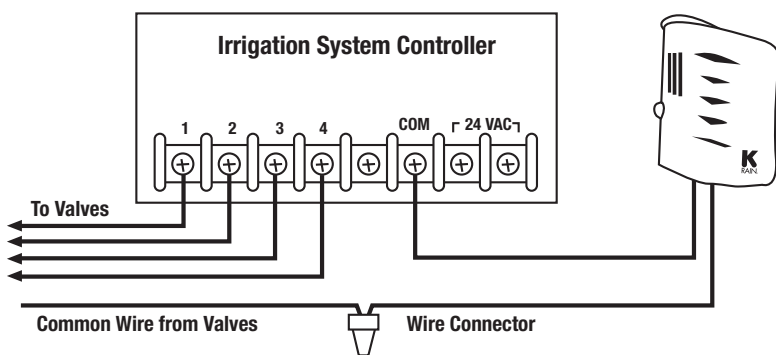 Irrigation System Controller
1 2 3 4 COM 24 VAC
K
RAIN.
To Valves
Common Wire from Valves Wire Connector